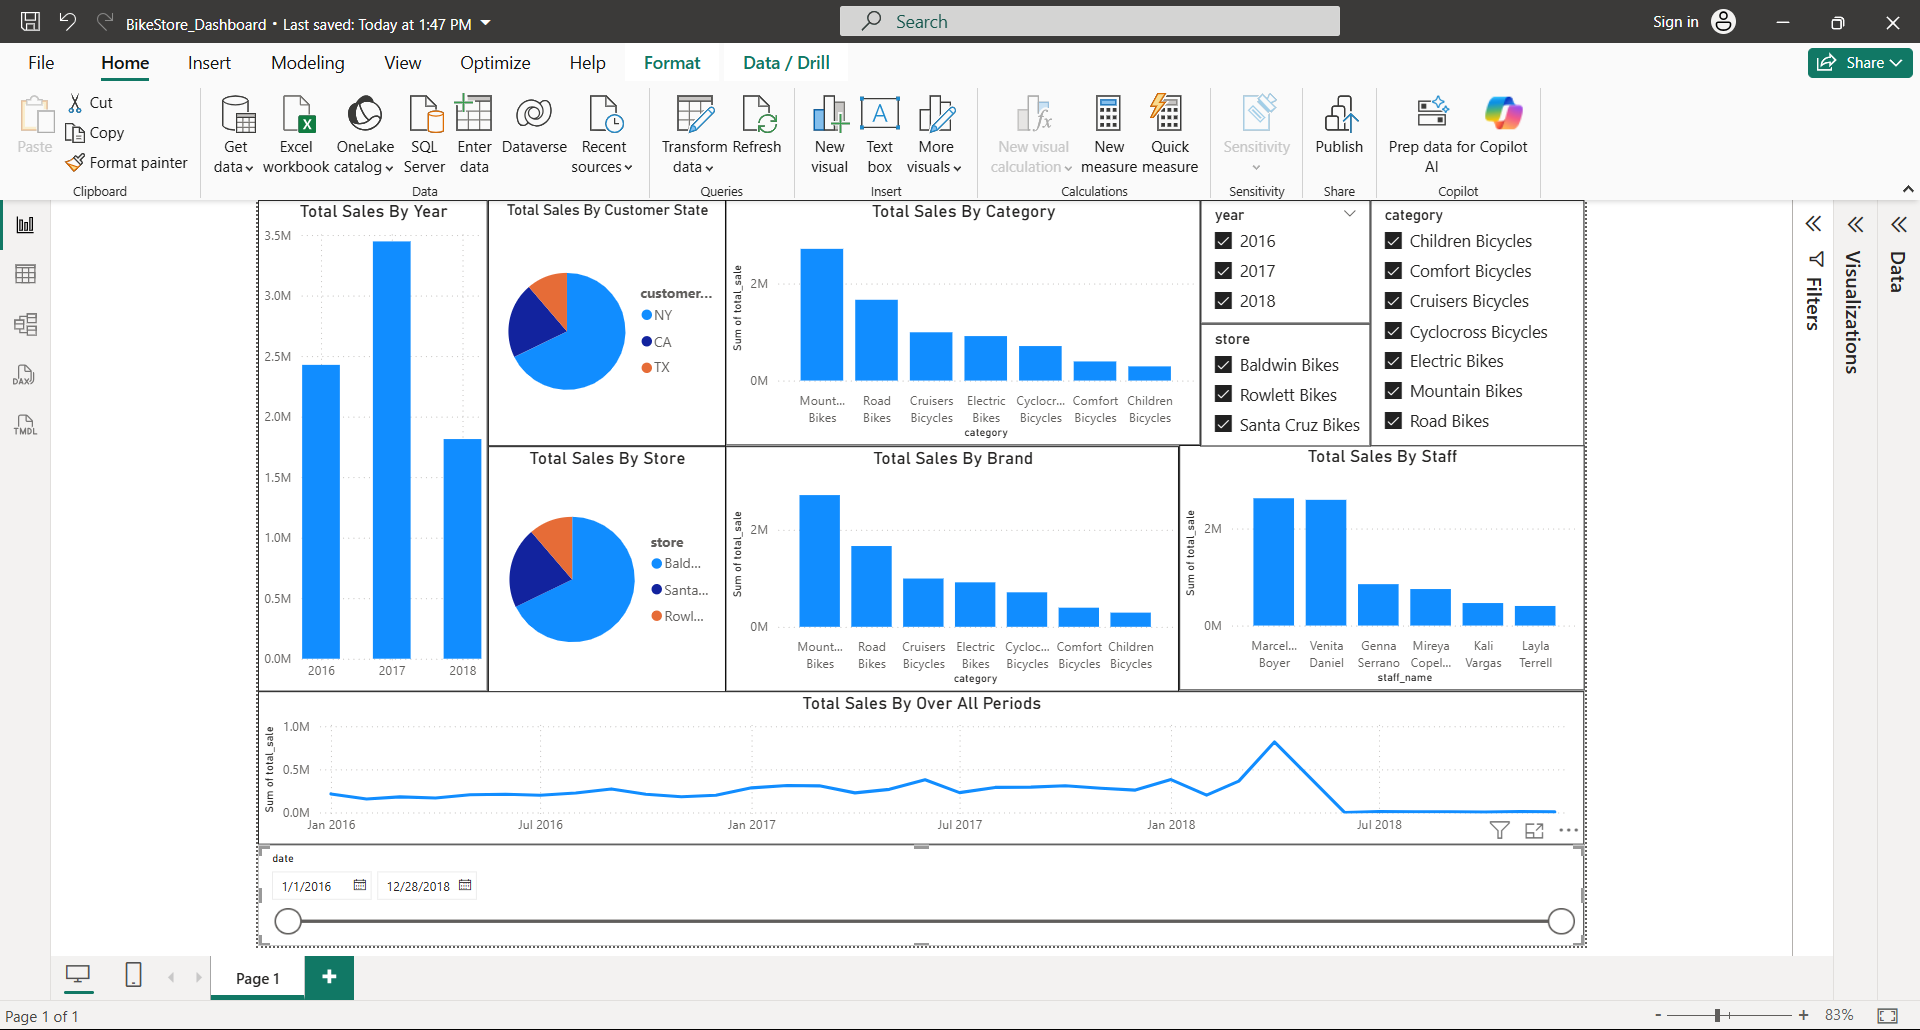 BikeStore_Dashboard • Last saved: Today at 1:47 PM
Search
Sign in
File Home Insert Modeling View Optimize Help Format Data / Drill
Share
Paste
Cut
Copy
Format painter
Clipboard
Get data
Excel workbook
OneLake catalog
SQL Server
Enter data
Dataverse
Recent sources
Data
Transform data
Refresh
Queries
New visual
Text box
More visuals
Insert
New visual calculation
New measure
Quick measure
Calculations
Sensitivity
Sensitivity
Publish
Share
Prep data for AI
Copilot
Copilot
DAX
TMDL
Total Sales By Year
3.5M
3.0M
2.5M
2.0M
1.5M
1.0M
0.5M
0.0M
2016 2017 2018
Total Sales By Customer State
customer...
NY
CA
TX
Total Sales By Category
Sum of total_sale
2M
0M
Mount... Bikes
Road Bikes
Cruisers Bicycles
Electric Bikes
Cyclocr... Bicycles
Comfort Bicycles
Children Bicycles
category
year
2016
2017
2018
store
Baldwin Bikes
Rowlett Bikes
Santa Cruz Bikes
category
Children Bicycles
Comfort Bicycles
Cruisers Bicycles
Cyclocross Bicycles
Electric Bikes
Mountain Bikes
Road Bikes
Total Sales By Store
store
Bald...
Santa...
Rowl...
Total Sales By Brand
Sum of total_sale
2M
0M
Mount... Bikes
Road Bikes
Cruisers Bicycles
Electric Bikes
Cycloc... Bicycles
Comfort Bicycles
Children Bicycles
category
Total Sales By Staff
Sum of total_sale
2M
0M
Marcel... Boyer
Venita Daniel
Genna Serrano
Mireya Copel...
Kali Vargas
Layla Terrell
staff_name
Total Sales By Over All Periods
Sum of total_sale
1.0M
0.5M
0.0M
Jan 2016 Jul 2016 Jan 2017 Jul 2017 Jan 2018 Jul 2018
date
1/1/2016 12/28/2018
Filters
Visualizations
Data
Page 1
Page 1 of 1
83%